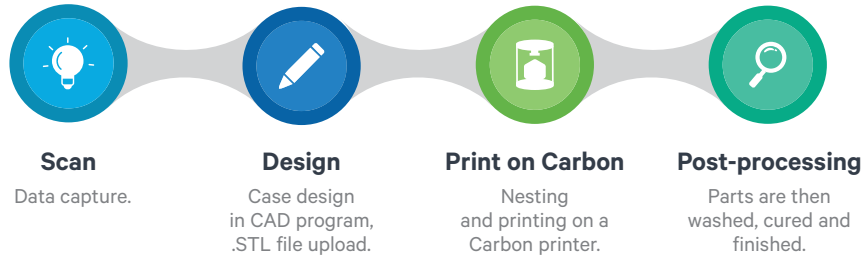 Scan
Data capture.
Design
Case design
in CAD program,
.STL file upload.
Print on Carbon
Nesting
and printing on a
Carbon printer.
Post-processing
Parts are then
washed, cured and
finished.